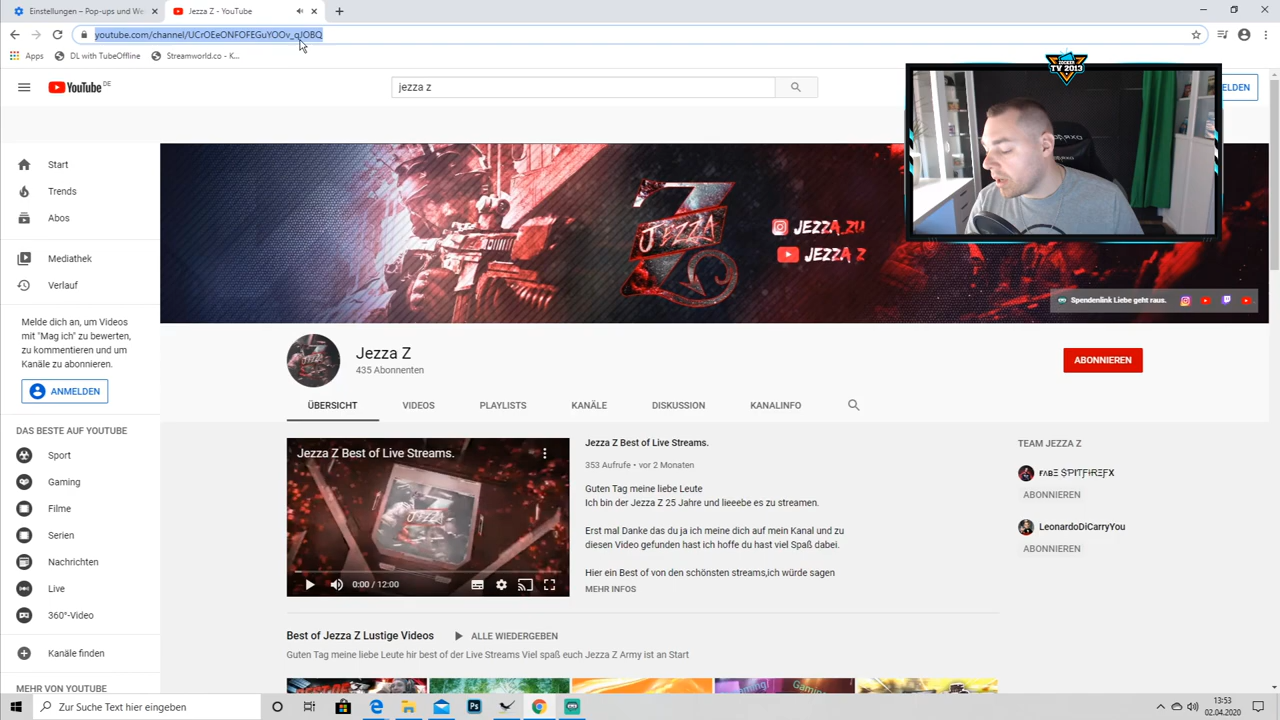 Einstellungen – Pop-ups und We
Jezza Z - YouTube
youtube.com/channel/UCrOEeONFOFEGuYOOv_qJOBQ
Apps
DL with TubeOffline
Streamworld.co - K...
YouTube DE
jezza z
ELDEN
ZOCKER
TV 2013
Start
Trends
Abos
Mediathek
Verlauf
Melde dich an, um Videos
mit "Mag ich" zu bewerten,
zu kommentieren und um
Kanäle zu abonnieren.
ANMELDEN
DAS BESTE AUF YOUTUBE
Sport
Gaming
Filme
Serien
Nachrichten
Live
360°-Video
Kanäle finden
MEHR VON YOUTUBE
JEZZA
JEZZA.ZU
JEZZA Z
Spendenlink Liebe geht raus.
Jezza Z
435 Abonnenten
ABONNIEREN
ÜBERSICHT
VIDEOS
PLAYLISTS
KANÄLE
DISKUSSION
KANALINFO
Jezza Z Best of Live Streams.
0:00 / 12:00
Jezza Z Best of Live Streams.
353 Aufrufe • vor 2 Monaten
Guten Tag meine liebe Leute
Ich bin der Jezza Z 25 Jahre und lieeebe es zu streamen.
Erst mal Danke das du ja ich meine dich auf mein Kanal und zu
diesen Video gefunden hast ich hoffe du hast viel Spaß dabei.
Hier ein Best of von den schönsten streams,ich würde sagen
MEHR INFOS
TEAM JEZZA Z
ABONNIEREN
LeonardoDiCarryYou
ABONNIEREN
Best of Jezza Z Lustige Videos
ALLE WIEDERGEBEN
Guten Tag meine liebe Leute hir best of der Live Streams Viel spaß euch Jezza Z Army ist an Start
Zur Suche Text hier eingeben
13:53
02.04.2020